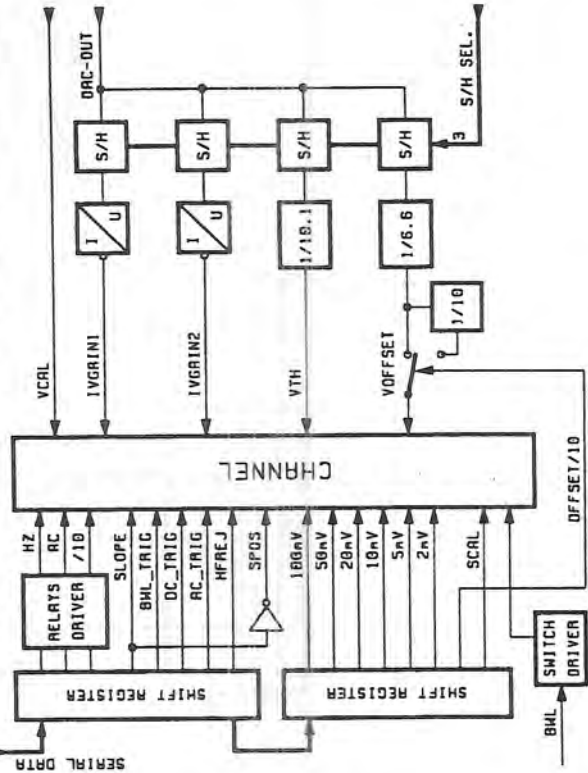 VCAL
DAC-OUT
S/H
I
U
IVGAIN1
S/H
I
U
IVGAIN2
S/H
1/10.1
VTH
S/H
1/6.6
1/10
VOFFSET
3
S/H SEL.
OFFSET/10
CHANNEL
HZ
AC
/10
RELAYS
DRIVER
SLOPE
BWL_TRIG
DC_TRIG
AC_TRIG
HFREJ
SPOS
100mV
50mV
20mV
10mV
5mV
2mV
SCAL
SHIFT REGISTER
SHIFT REGISTER
SERIAL DATA
SWITCH
DRIVER
BWL